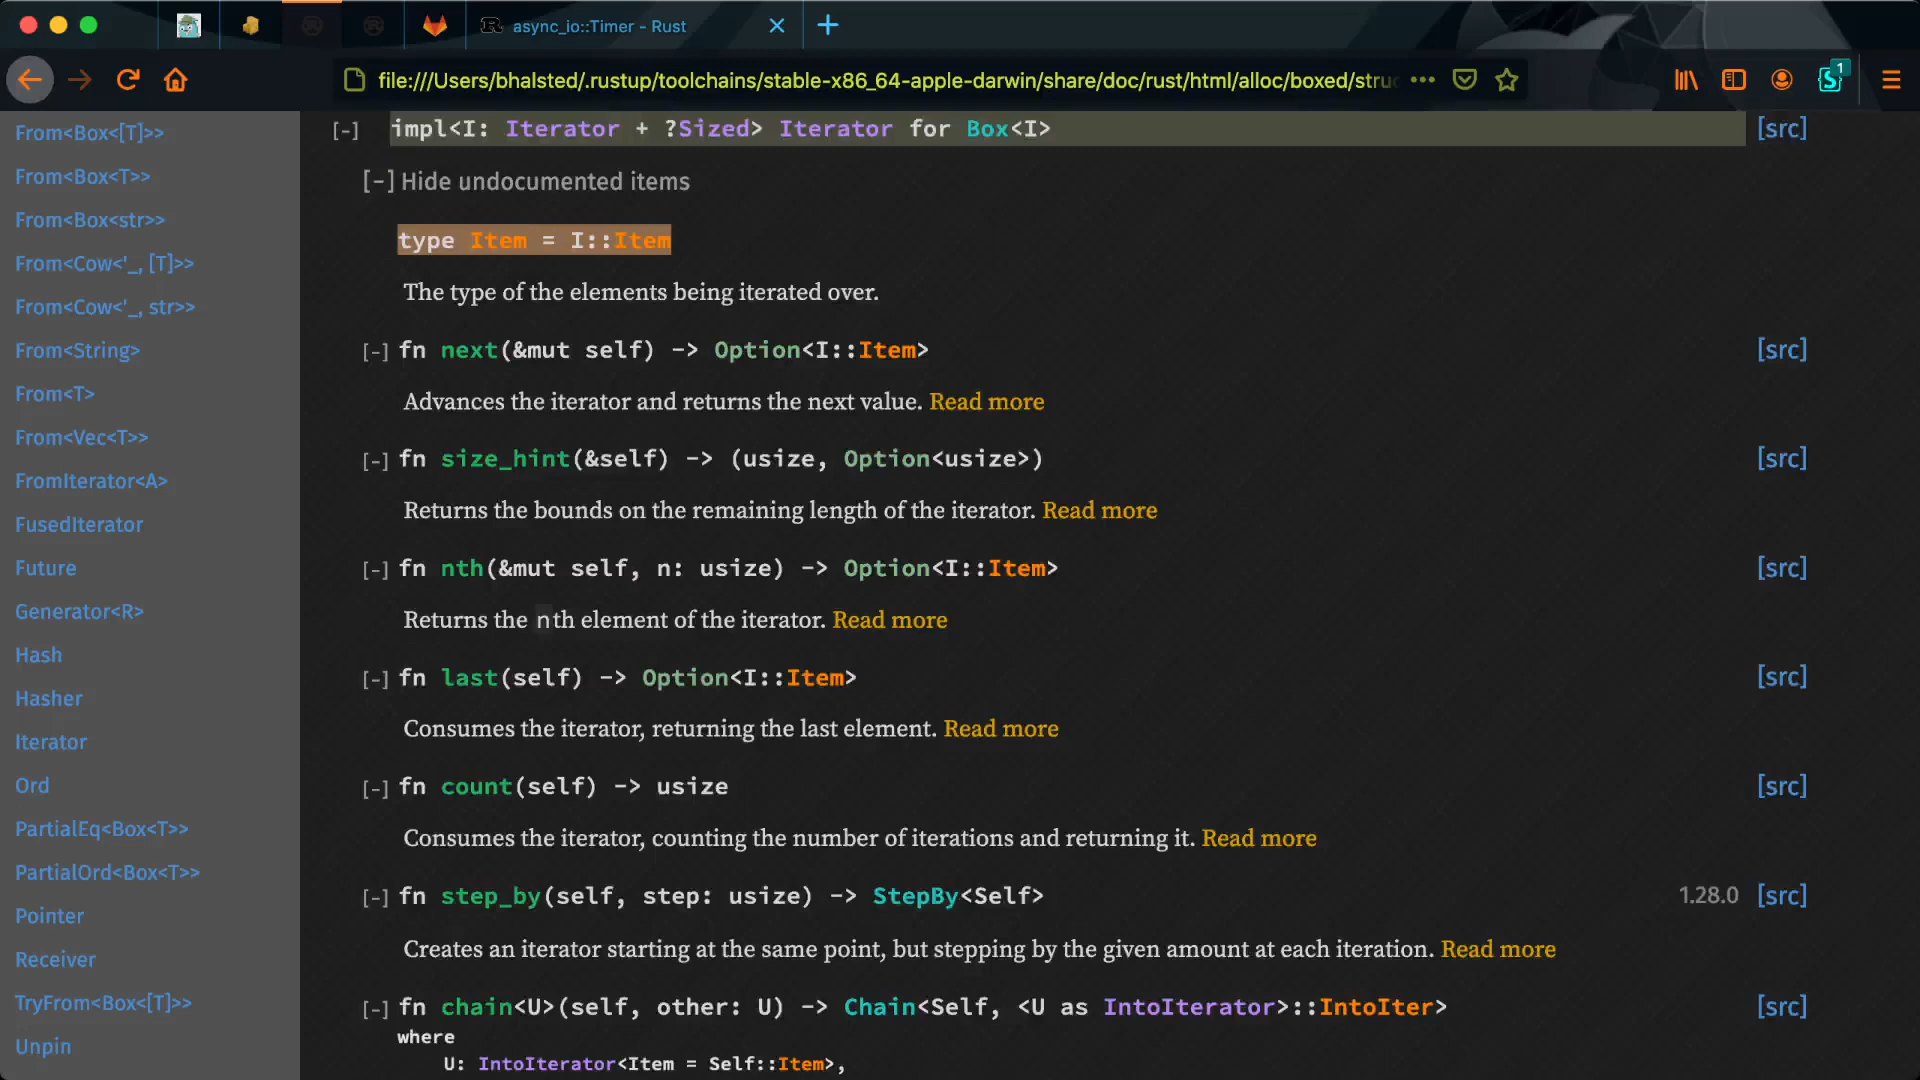 async_io::Timer - Rust
file:///Users/bhalsted/.rustup/toolchains/stable-x86_64-apple-darwin/share/doc/rust/html/alloc/boxed/struc
1
From<Box<[T]>>
From<Box<T>>
From<Box<str>>
From<Cow<'_, [T]>>
From<Cow<'_, str>>
From<String>
From<T>
From<Vec<T>>
FromIterator<A>
FusedIterator
Future
Generator<R>
Hash
Hasher
Iterator
Ord
PartialEq<Box<T>>
PartialOrd<Box<T>>
Pointer
Receiver
TryFrom<Box<[T]>>
Unpin
[-] impl<I: Iterator + ?Sized> Iterator for Box<I> [src]
[-] Hide undocumented items
type Item = I::Item
The type of the elements being iterated over.
[-] fn next(&mut self) -> Option<I::Item> [src]
Advances the iterator and returns the next value. Read more
[-] fn size_hint(&self) -> (usize, Option<usize>) [src]
Returns the bounds on the remaining length of the iterator. Read more
[-] fn nth(&mut self, n: usize) -> Option<I::Item> [src]
Returns the nth element of the iterator. Read more
[-] fn last(self) -> Option<I::Item> [src]
Consumes the iterator, returning the last element. Read more
[-] fn count(self) -> usize [src]
Consumes the iterator, counting the number of iterations and returning it. Read more
[-] fn step_by(self, step: usize) -> StepBy<Self> 1.28.0 [src]
Creates an iterator starting at the same point, but stepping by the given amount at each iteration. Read more
[-] fn chain<U>(self, other: U) -> Chain<Self, <U as IntoIterator>::IntoIter> [src]
where
U: IntoIterator<Item = Self::Item>,